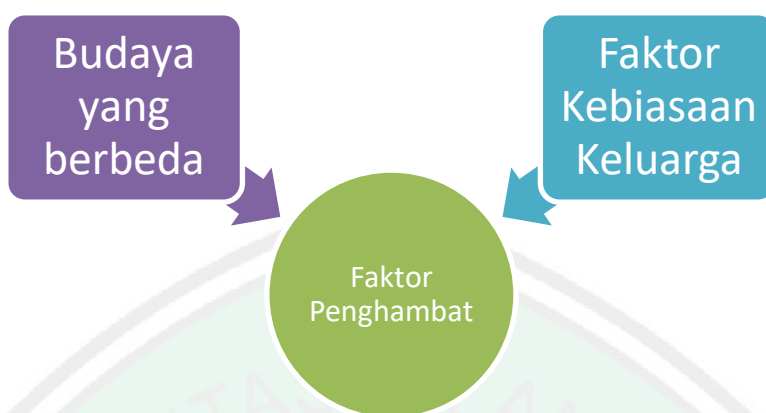 Budaya
yang
berbeda
Faktor
Kebiasaan
Keluarga
Faktor
Penghambat